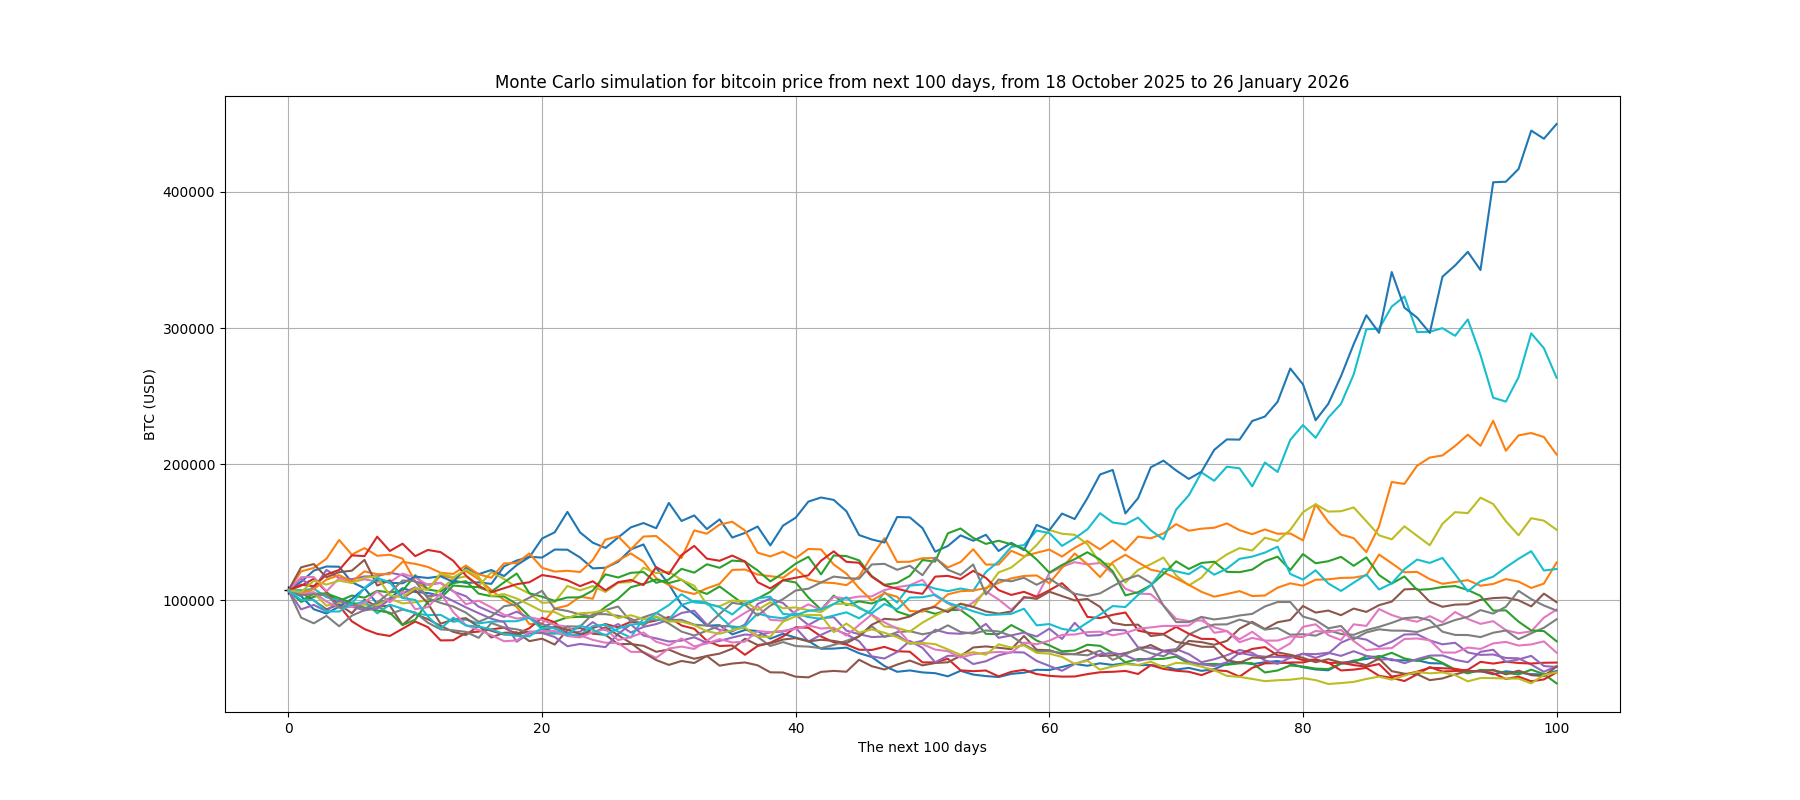 Monte Carlo simulation for bitcoin price from next 100 days, from 18 October 2025 to 26 January 2026
BTC (USD)
400000
300000
200000
100000
0 20 40 60 80 100
The next 100 days